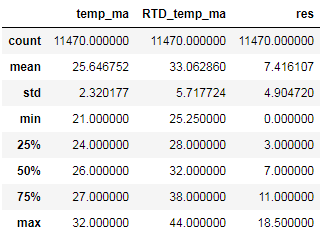 temp_ma RTD_temp_ma res
count 11470.000000 11470.000000 11470.000000
mean 25.646752 33.062860 7.416107
std 2.320177 5.717724 4.904720
min 21.000000 25.250000 0.000000
25% 24.000000 28.000000 3.000000
50% 26.000000 32.000000 7.000000
75% 27.000000 38.000000 11.000000
max 32.000000 44.000000 18.500000